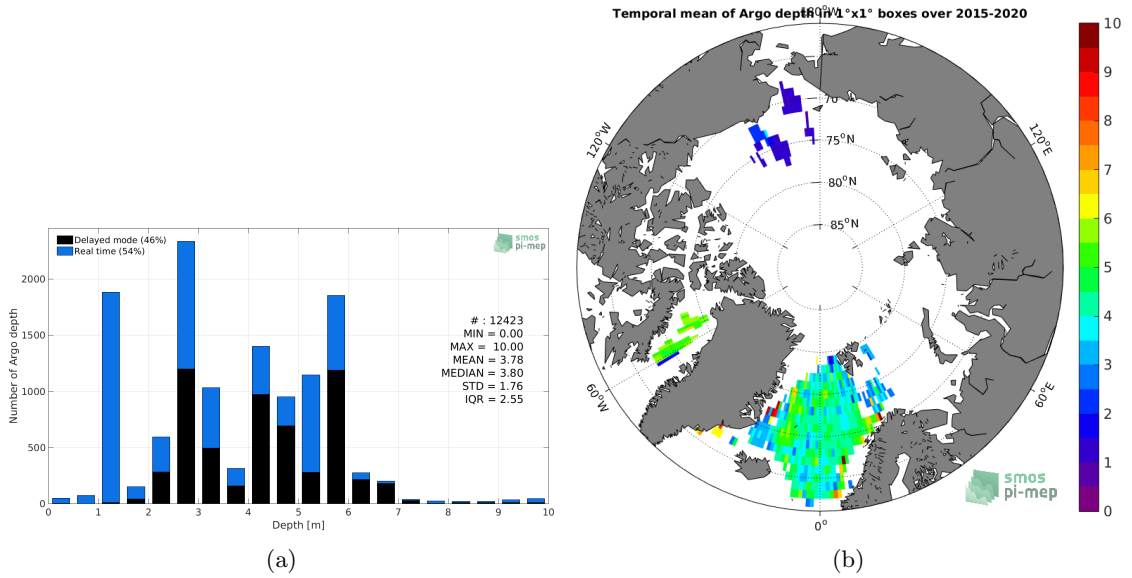 Delayed mode (46%)
Real time (54%)
smos
pi-mep
# : 12423
MIN = 0.00
MAX = 10.00
MEAN = 3.78
MEDIAN = 3.80
STD = 1.76
IQR = 2.55
Number of Argo depth
2000
1500
1000
500
0
0 1 2 3 4 5 6 7 8 9 10
Depth [m]
(a)
Temporal mean of Argo depth in 1°x1° boxes over 2015-2020
180°W
120°W
120°E
60°W
60°E
0°
70
75°N
80°N
85°N
smos
pi-mep
10
9
8
7
6
5
4
3
2
1
0
(b)